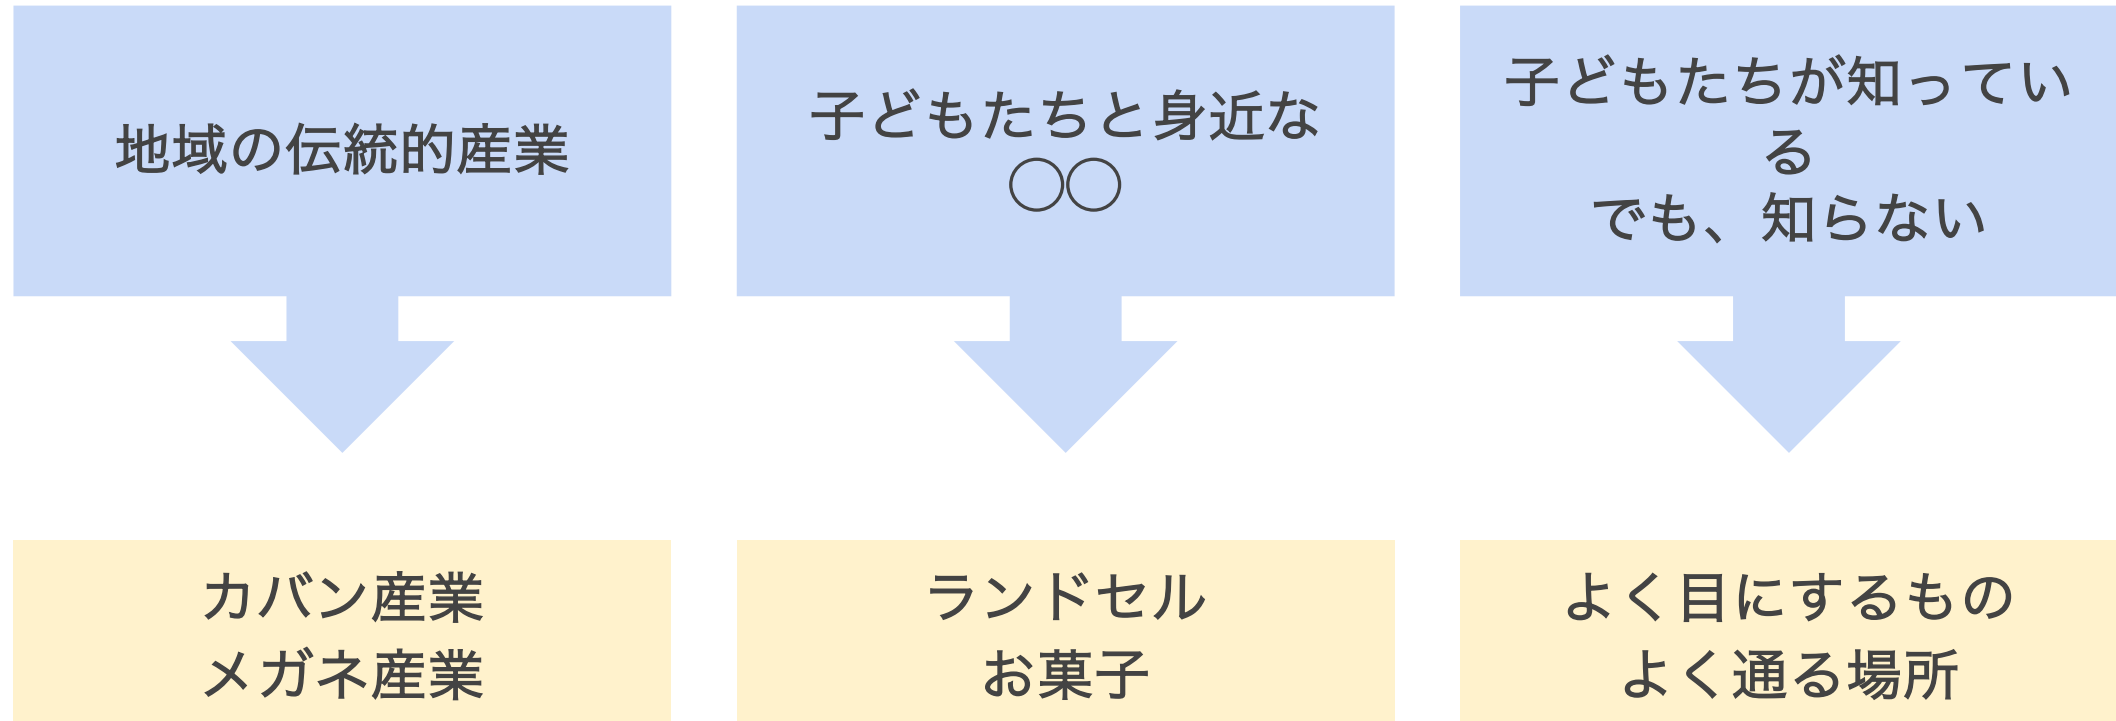 地域の伝統的産業
子どもたちと身近な
◯◯
子どもたちが知ってい
る
でも、知らない
カバン産業
メガネ産業
ランドセル
お菓子
よく目にするもの
よく通る場所